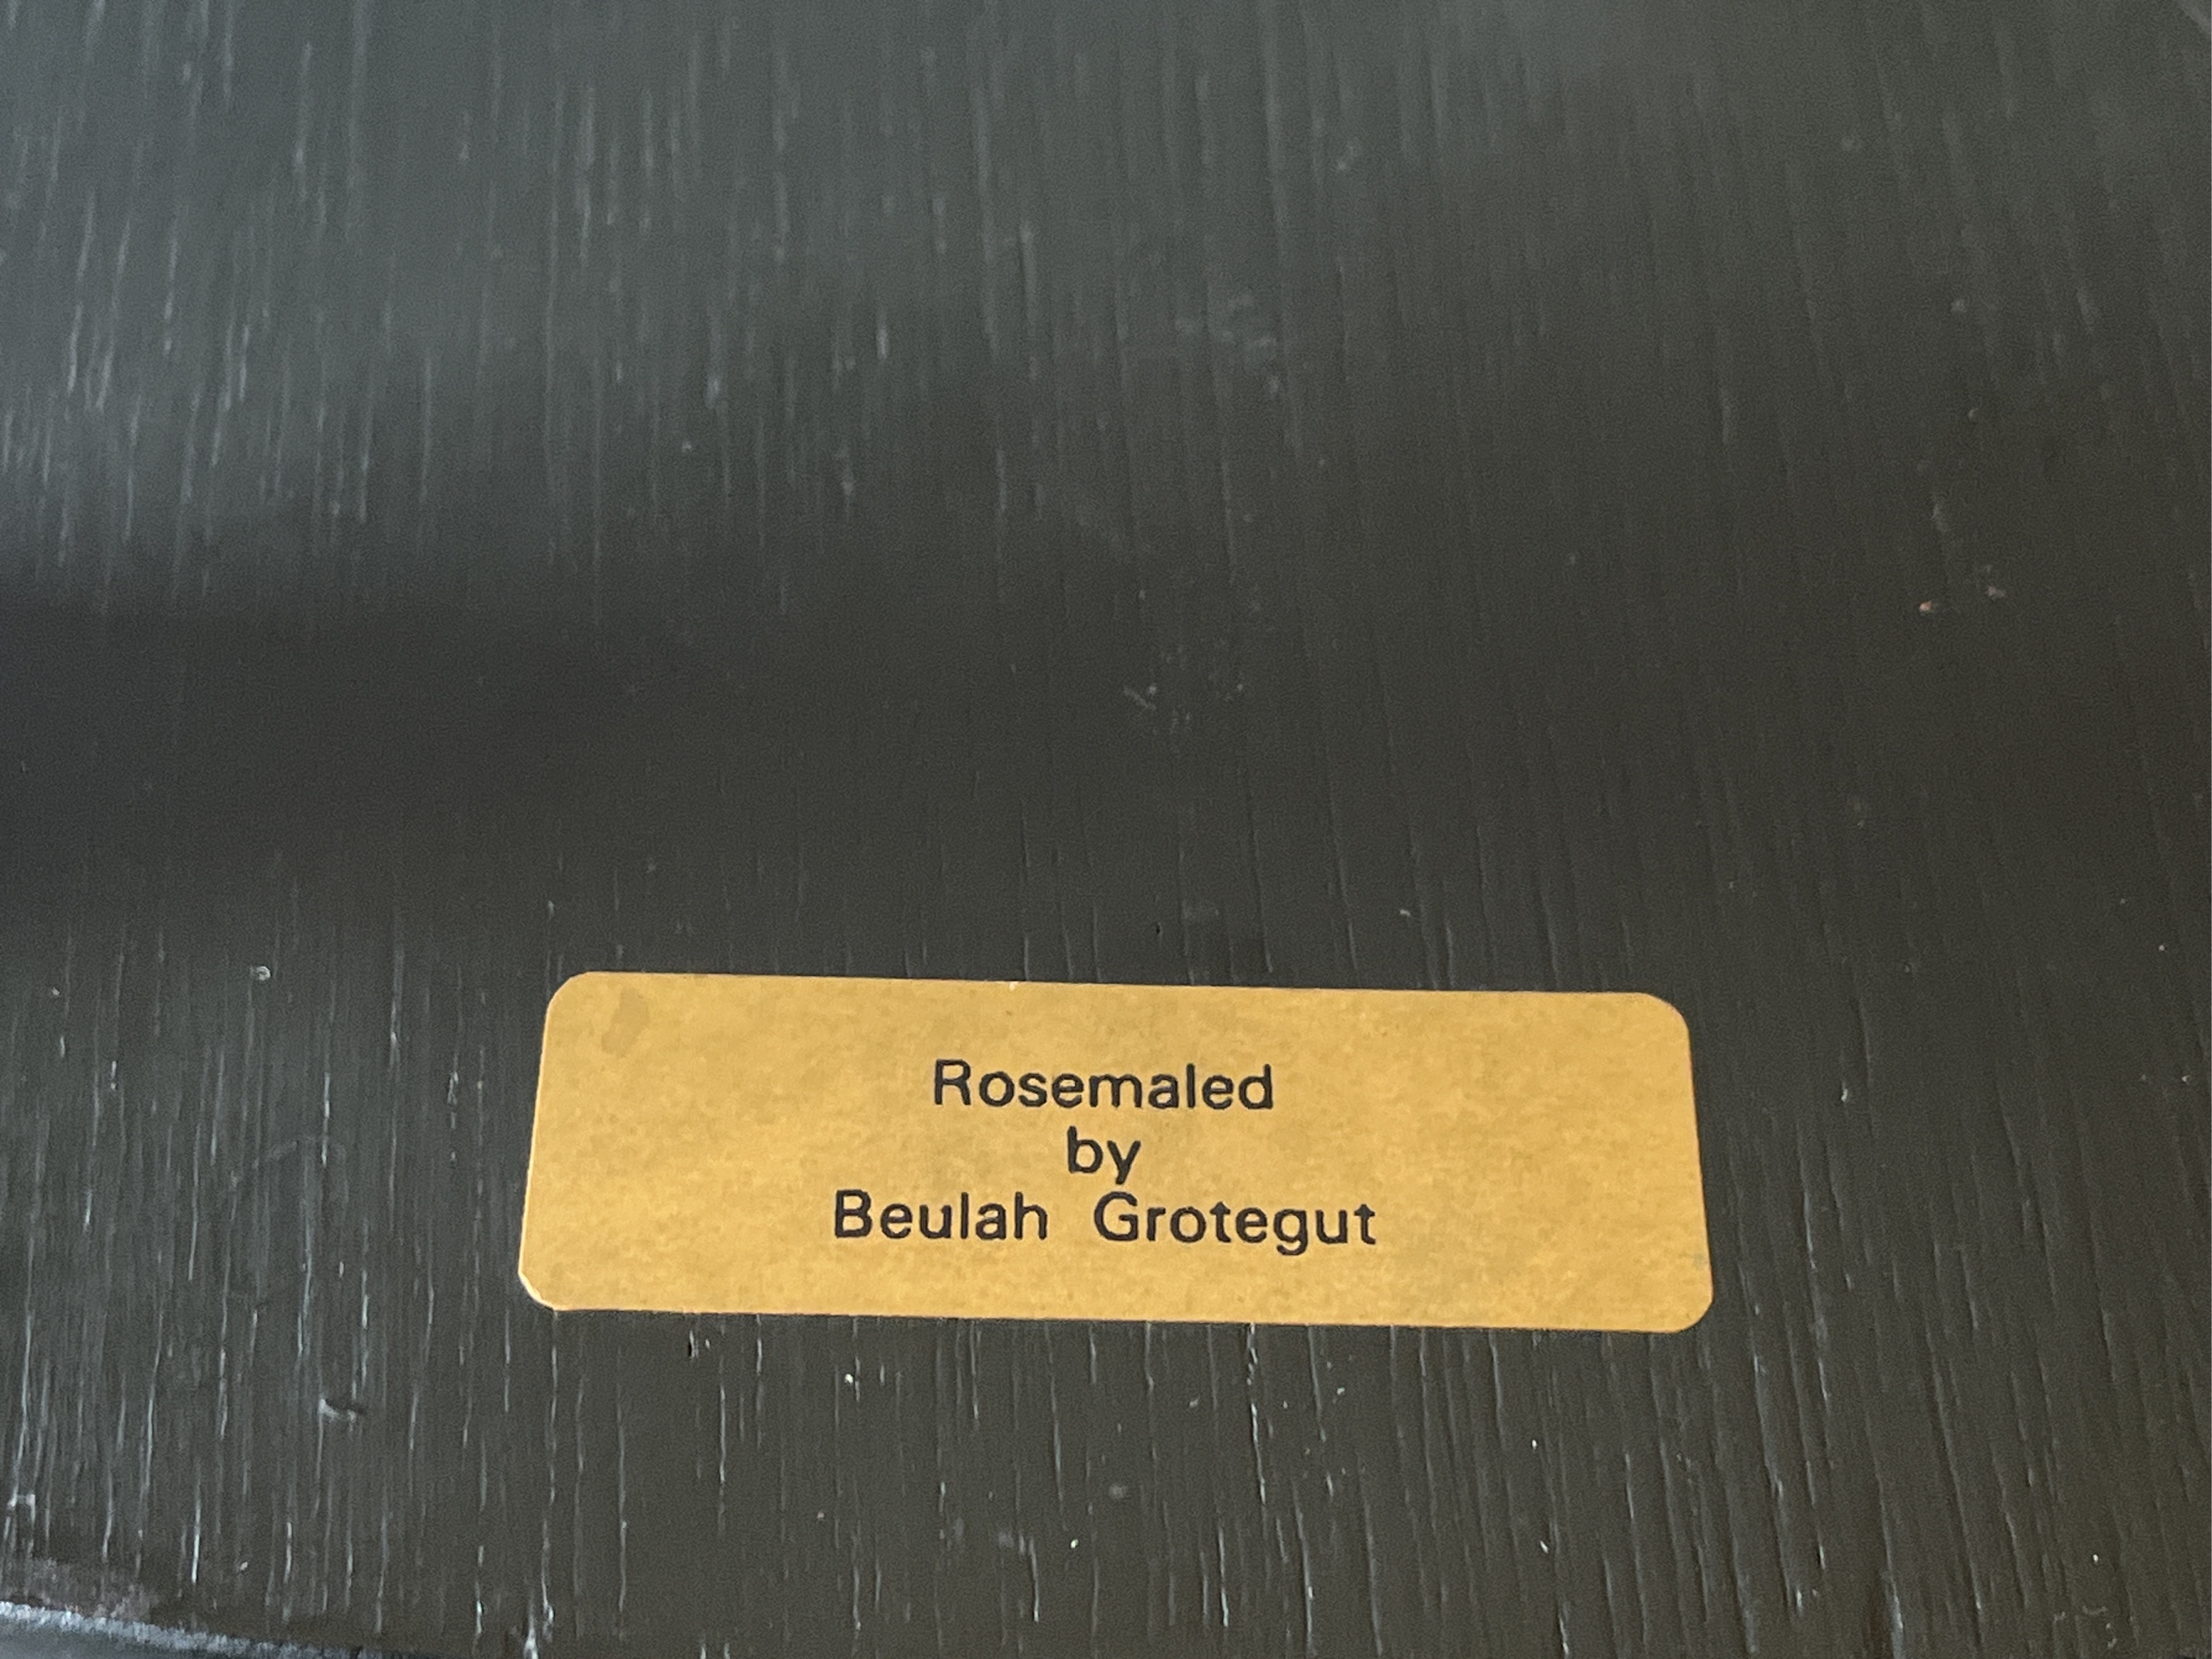 Rosemaled
by
Beulah Grotegut